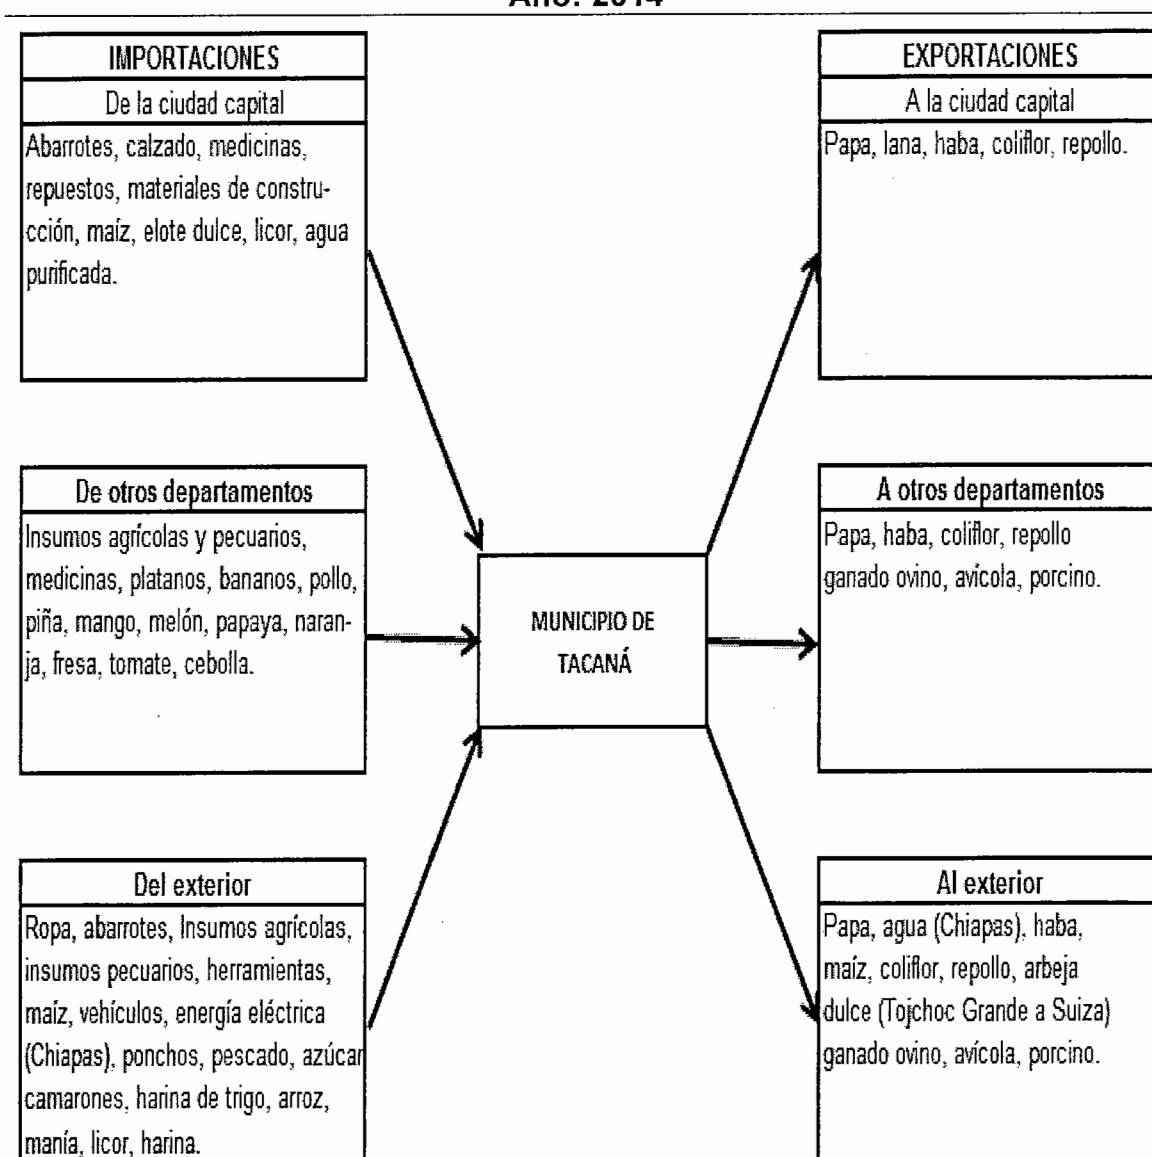 Año: 2014
IMPORTACIONES
De la ciudad capital
Abarrotes, calzado, medicinas,
repuestos, materiales de constru-
cción, maíz, elote dulce, licor, agua
purificada.
De otros departamentos
Insumos agrícolas y pecuarios,
medicinas, platanos, bananos, pollo,
piña, mango, melón, papaya, naran-
ja, fresa, tomate, cebolla.
Del exterior
Ropa, abarrotes, Insumos agrícolas,
insumos pecuarios, herramientas,
maíz, vehículos, energía eléctrica
(Chiapas), ponchos, pescado, azúcar
camarones, harina de trigo, arroz,
manía, licor, harina.
MUNICIPIO DE
TACANÁ
EXPORTACIONES
A la ciudad capital
Papa, lana, haba, coliflor, repollo.
A otros departamentos
Papa, haba, coliflor, repollo
ganado ovino, avícola, porcino.
Al exterior
Papa, agua (Chiapas), haba,
maíz, coliflor, repollo, arbeja
dulce (Tojchoc Grande a Suiza)
ganado ovino, avícola, porcino.